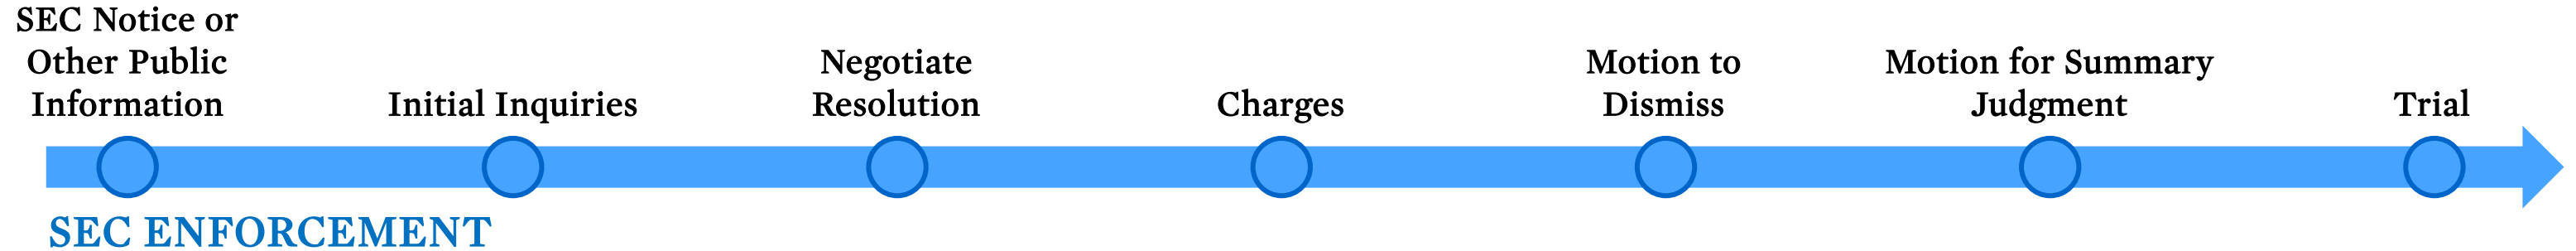 SEC Notice or
Other Public
Information
Initial Inquiries
Negotiate
Resolution
Charges
Motion to
Dismiss
Motion for Summary
Judgment
Trial
SEC ENFORCEMENT